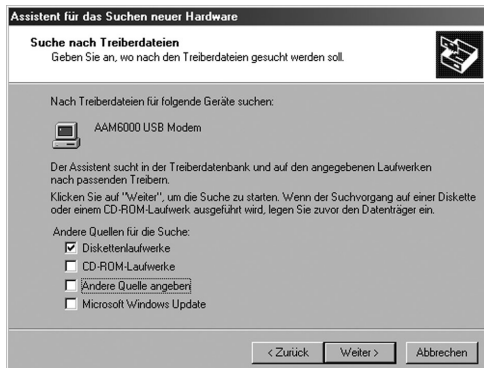 Assistent für das Suchen neuer Hardware
Suche nach Treiberdateien
Geben Sie an, wo nach den Treiberdateien gesucht werden soll.
Nach Treiberdateien für folgende Geräte suchen:
AAM6000 USB Modem
Der Assistent sucht in der Treiberdatenbank und auf den angegebenen Laufwerken
nach passenden Treibern.
Klicken Sie auf "Weiter", um die Suche zu starten. Wenn der Suchvorgang auf einer Diskette
oder einem CD-ROM-Laufwerk ausgeführt wird, legen Sie zuvor den Datenträger ein.
Andere Quellen für die Suche:
Diskettenlaufwerke
CD-ROM-Laufwerke
Andere Quelle angeben
Microsoft Windows Update
< Zurück Weiter > Abbrechen